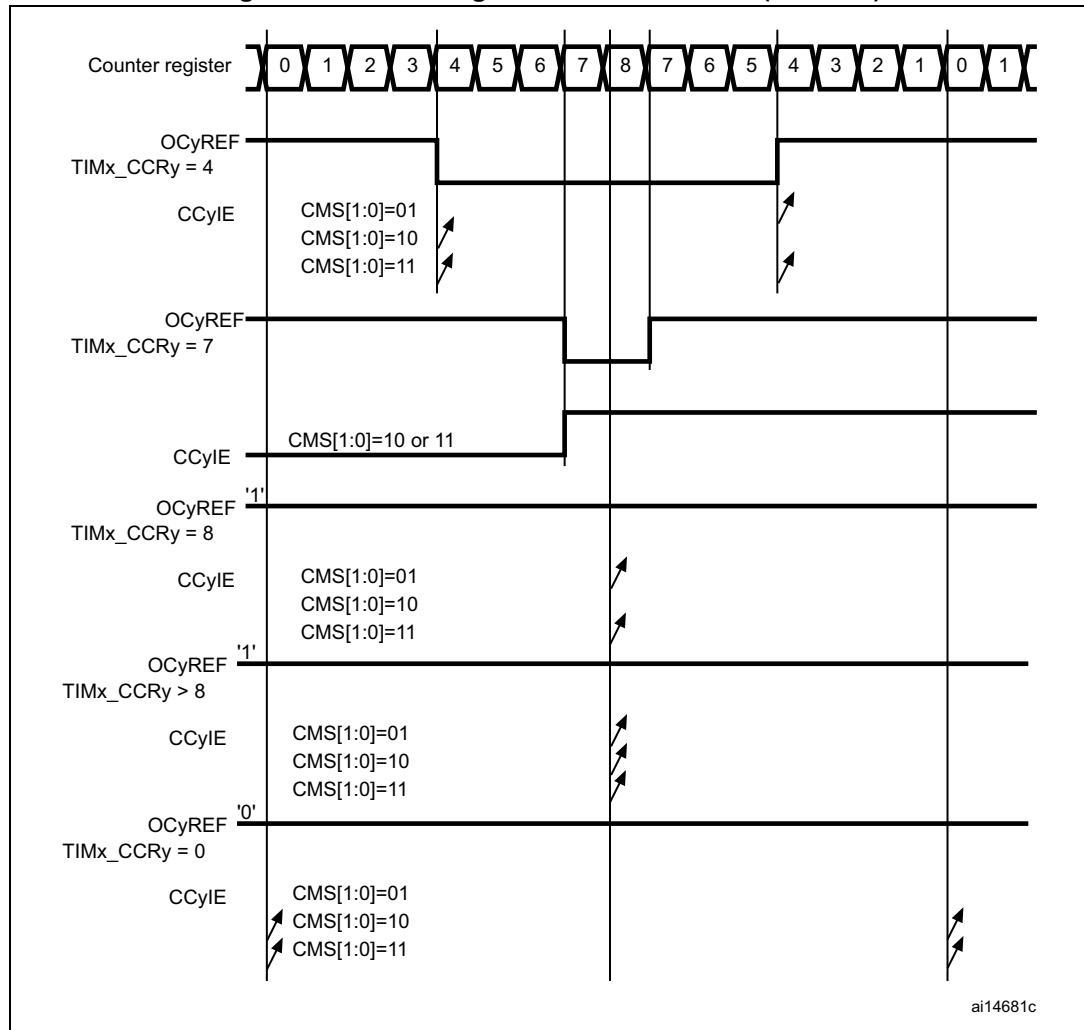 Counter register 0 1 2 3 4 5 6 7 8 7 6 5 4 3 2 1 0 1
OCyREF
TIMx_CCRy = 4
CCyIE CMS[1:0]=01
CMS[1:0]=10
CMS[1:0]=11
OCyREF
TIMx_CCRy = 7
CMS[1:0]=10 or 11
CCyIE
'1'
OCyREF
TIMx_CCRy = 8
CCyIE CMS[1:0]=01
CMS[1:0]=10
CMS[1:0]=11
'1'
OCyREF
TIMx_CCRy > 8
CCyIE CMS[1:0]=01
CMS[1:0]=10
CMS[1:0]=11
'0'
OCyREF
TIMx_CCRy = 0
CCyIE CMS[1:0]=01
CMS[1:0]=10
CMS[1:0]=11
ai14681c